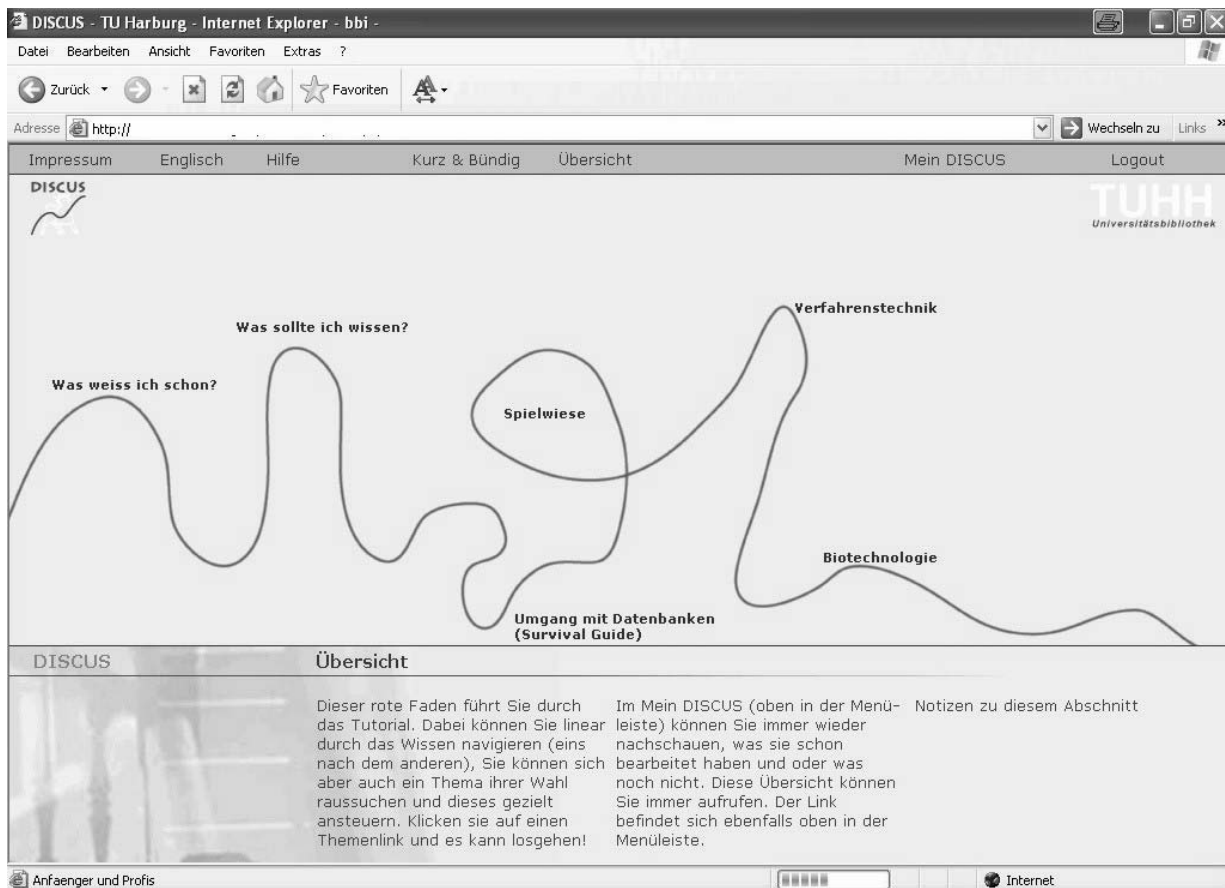 DISCUS - TU Harburg - Internet Explorer - bbi -
Datei Bearbeiten Ansicht Favoriten Extras ?
Zurück Favoriten
Adresse http:// Wechseln zu Links »
Impressum Englisch Hilfe Kurz & Bündig Übersicht Mein DISCUS Logout
DISCUS
TUHH
Universitätsbibliothek
Verfahrenstechnik
Was sollte ich wissen?
Was weiss ich schon?
Spielwiese
Biotechnologie
Umgang mit Datenbanken
(Survival Guide)
DISCUS
Übersicht
Dieser rote Faden führt Sie durch
das Tutorial. Dabei können Sie linear
durch das Wissen navigieren (eins
nach dem anderen), Sie können sich
aber auch ein Thema ihrer Wahl
raussuchen und dieses gezielt
ansteuern. Klicken sie auf einen
Themenlink und es kann losgehen!
Im Mein DISCUS (oben in der Menü-
leiste) können Sie immer wieder
nachschauen, was sie schon
bearbeitet haben und oder was
noch nicht. Diese Übersicht können
Sie immer aufrufen. Der Link
befindet sich ebenfalls oben in der
Menüleiste.
Notizen zu diesem Abschnitt
Anfaenger und Profis Internet